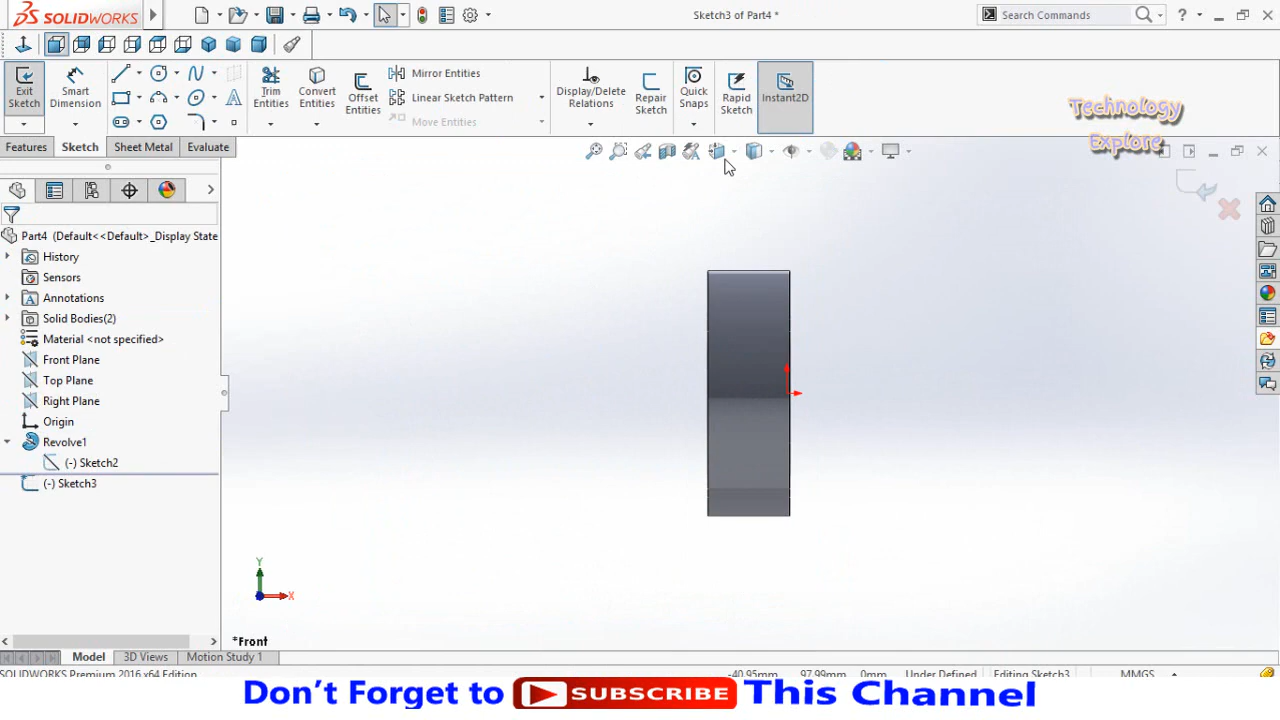 SOLIDWORKS
Sketch3 of Part4 *
Search Commands
Exit Sketch
Smart Dimension
Trim Entities
Convert Entities
Offset Entities
Mirror Entities
Linear Sketch Pattern
Move Entities
Display/Delete Relations
Repair Sketch
Quick Snaps
Rapid Sketch
Instant2D
Technology
Explore
Features
Sketch
Sheet Metal
Evaluate
Part4 (Default<<Default>_Display State
History
Sensors
Annotations
Solid Bodies(2)
Material <not specified>
Front Plane
Top Plane
Right Plane
Origin
Revolve1
(-) Sketch2
(-) Sketch3
Y
X
*Front
Model
3D Views
Motion Study 1
SOLIDWORKS Premium 2016 x64 Edition
-40.95mm
97.99mm
0mm
Under Defined
Editing Sketch3
MMGS
Don't Forget to SUBSCRIBE This Channel